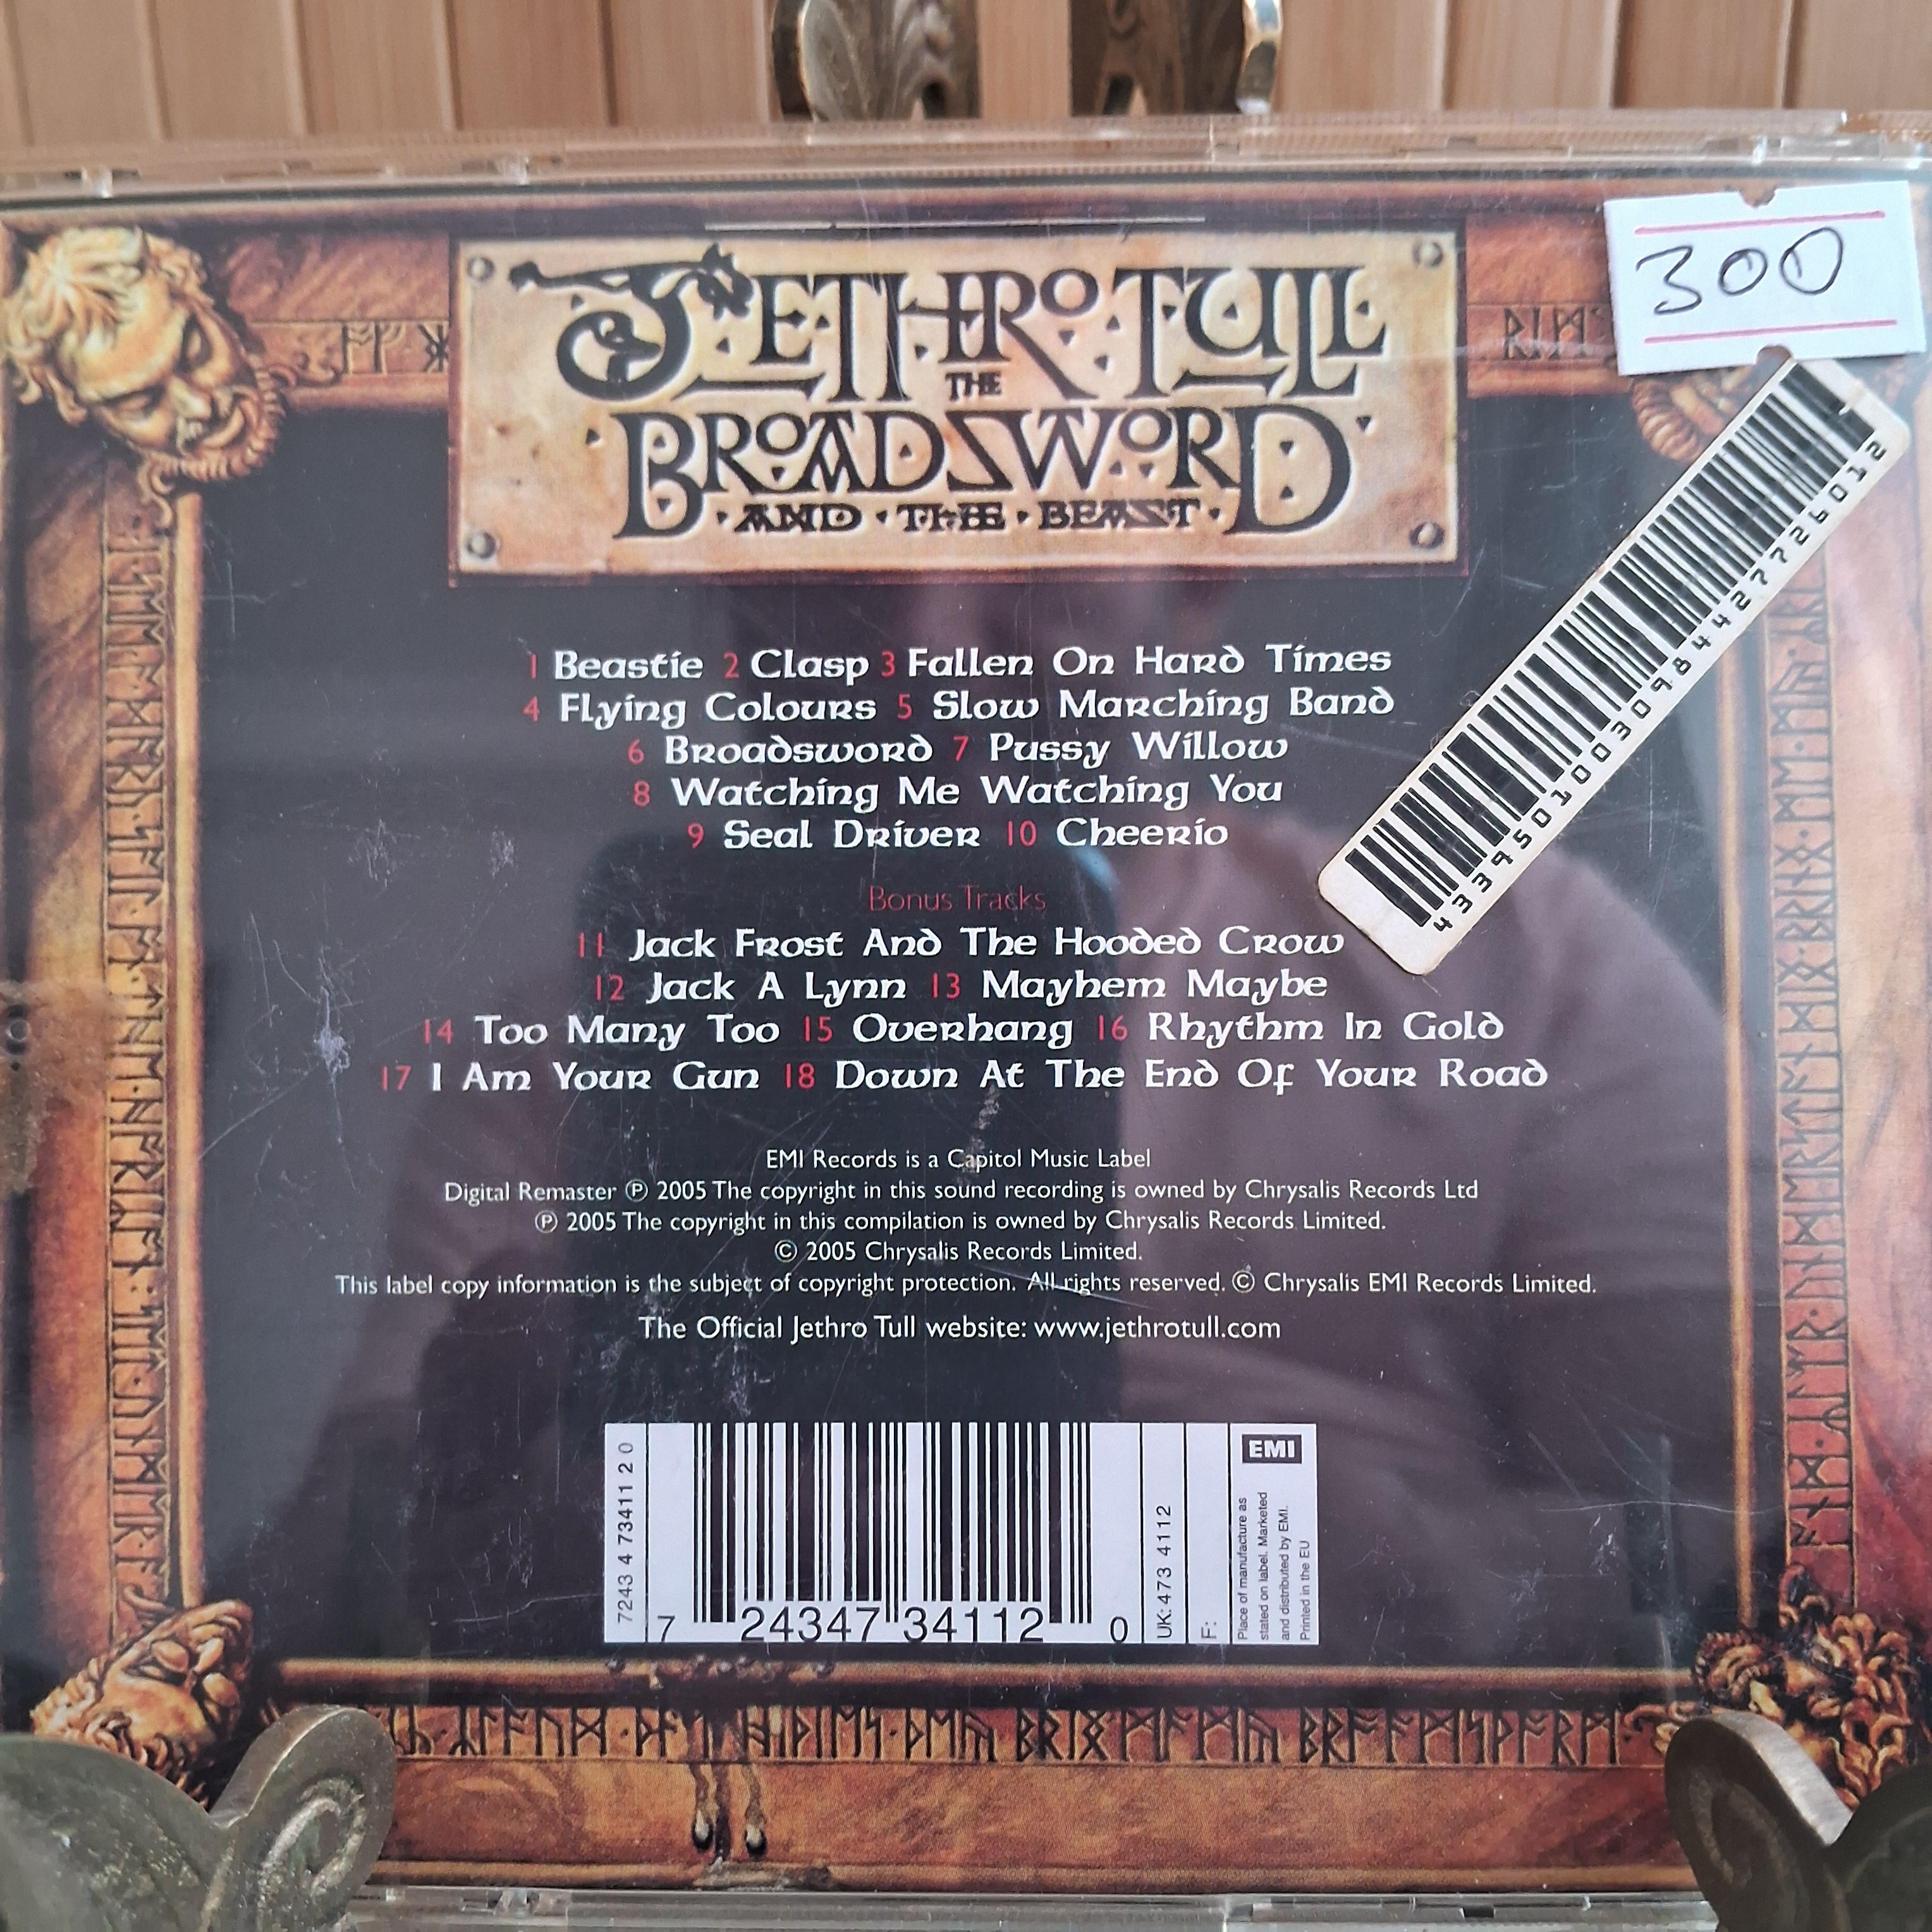 300
JETHRO TULL
THE
BROADSWORD
AND · THE · BEAST
43395010030984427726012
1 Beastie 2 Clasp 3 Fallen On Hard Times
4 Flying Colours 5 Slow Marching Band
6 Broadsword 7 Pussy Willow
8 Watching Me Watching You
9 Seal Driver 10 Cheerio
Bonus Tracks
11 Jack Frost And The Hooded Crow
12 Jack A Lynn 13 Mayhem Maybe
14 Too Many Too 15 Overhang 16 Rhythm In Gold
17 I Am Your Gun 18 Down At The End Of Your Road
EMI Records is a Capitol Music Label
Digital Remaster ℗ 2005 The copyright in this sound recording is owned by Chrysalis Records Ltd
℗ 2005 The copyright in this compilation is owned by Chrysalis Records Limited.
© 2005 Chrysalis Records Limited.
This label copy information is the subject of copyright protection. All rights reserved. © Chrysalis EMI Records Limited.
The Official Jethro Tull website: www.jethrotull.com
7243 4 73411 2 0
7 24347 34112 0
UK: 473 4112
F:
EMI
Place of manufacture as
stated on label. Marketed
and distributed by EMI.
Printed in the EU